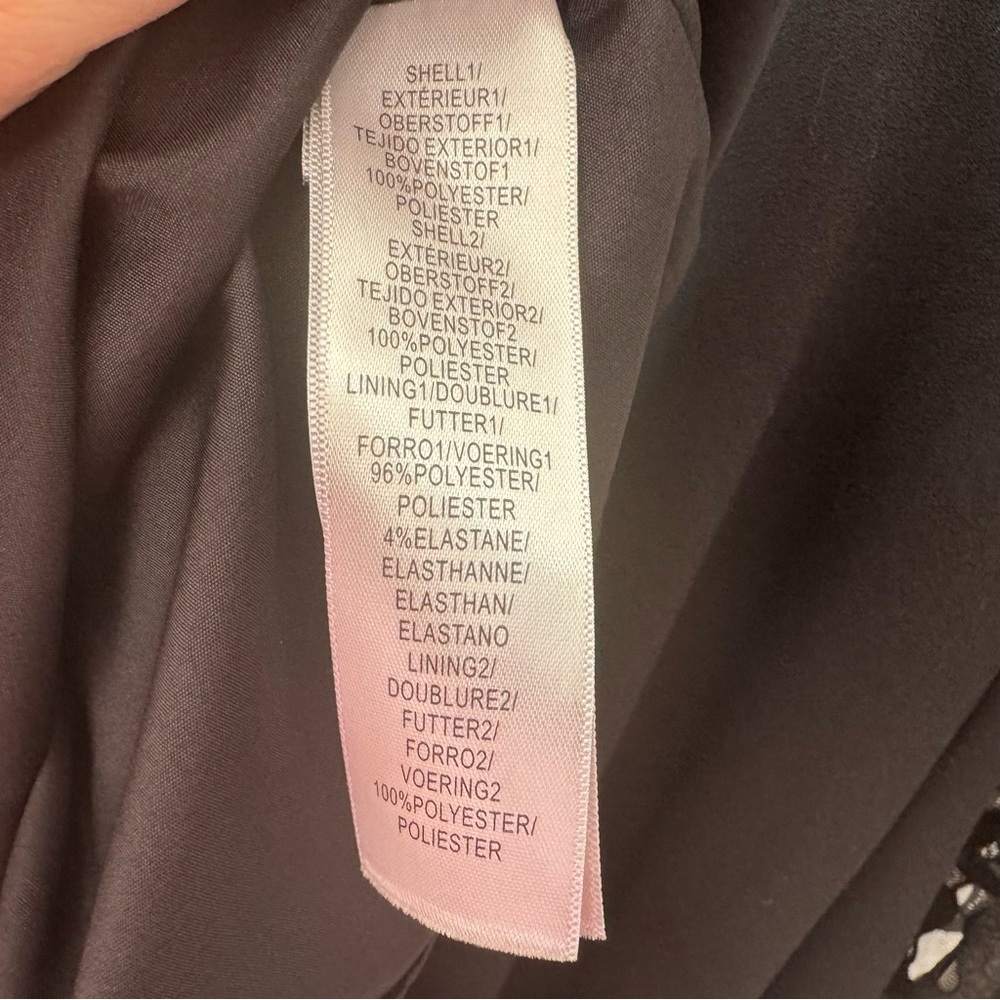 SHELL1/
EXTÉRIEUR1/
OBERSTOFF1/
TEJIDO EXTERIOR1/
BOVENSTOF1
100%POLYESTER/
POLIESTER
SHELL2/
EXTÉRIEUR2/
OBERSTOFF2/
TEJIDO EXTERIOR2/
BOVENSTOF2
100%POLYESTER/
POLIESTER
LINING1/DOUBLURE1/
FUTTER1/
FORRO1/VOERING1
96%POLYESTER/
POLIESTER
4%ELASTANE/
ELASTHANNE/
ELASTHAN/
ELASTANO
LINING2/
DOUBLURE2/
FUTTER2/
FORRO2/
VOERING2
100%POLYESTER/
POLIESTER